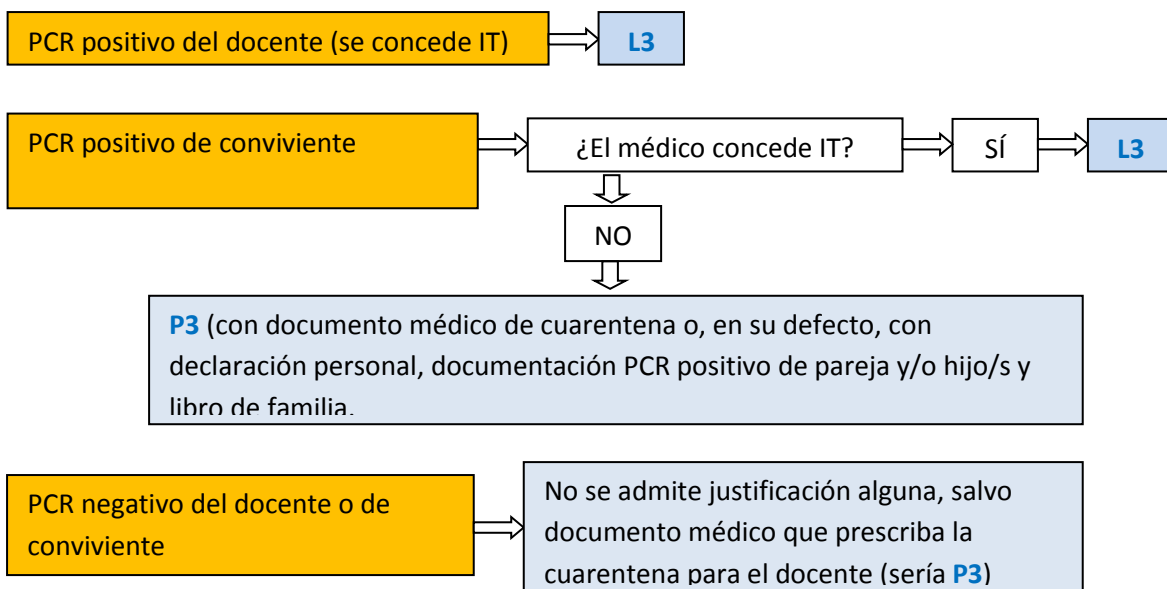 PCR positivo del docente (se concede IT)
L3
PCR positivo de conviviente
¿El médico concede IT?
SÍ
L3
NO
P3 (con documento médico de cuarentena o, en su defecto, con
declaración personal, documentación PCR positivo de pareja y/o hijo/s y
libro de familia.
PCR negativo del docente o de
conviviente
No se admite justificación alguna, salvo
documento médico que prescriba la
cuarentena para el docente (sería P3)